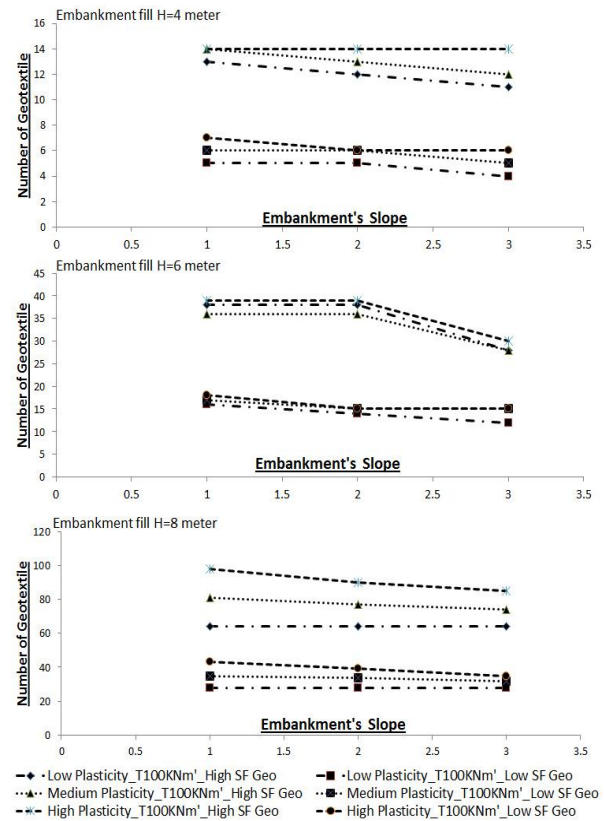 Embankment fill H=4 meter
16
14
12
10
8
6
4
2
0
Number of Geotextile
Embankment's Slope
0 0.5 1 1.5 2 2.5 3 3.5
Embankment fill H=6 meter
45
40
35
30
25
20
15
10
5
0
Number of Geotextile
Embankment's Slope
0 0.5 1 1.5 2 2.5 3 3.5
Embankment fill H=8 meter
120
100
80
60
40
20
0
Number of Geotextile
Embankment's Slope
0 0.5 1 1.5 2 2.5 3 3.5
Low Plasticity_T100KNm'_High SF Geo Low Plasticity_T100KNm'_Low SF Geo
Medium Plasticity_T100KNm'_High SF Geo Medium Plasticity_T100KNm'_Low SF Geo
High Plasticity_T100KNm'_High SF Geo High Plasticity_T100KNm'_Low SF Geo